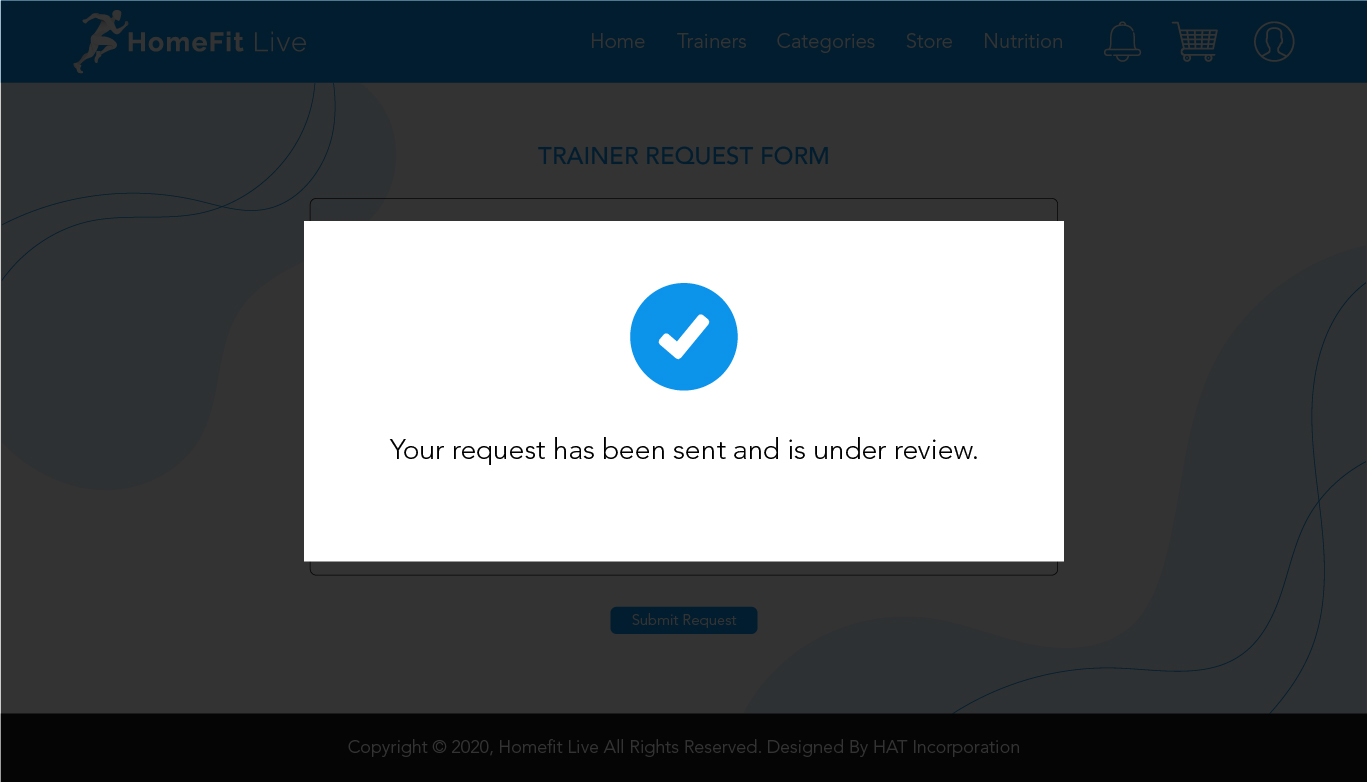 HomeFit Live
Home Trainers Categories Store Nutrition
TRAINER REQUEST FORM
Your request has been sent and is under review.
Submit Request
Copyright © 2020, Homefit Live All Rights Reserved. Designed By HAT Incorporation